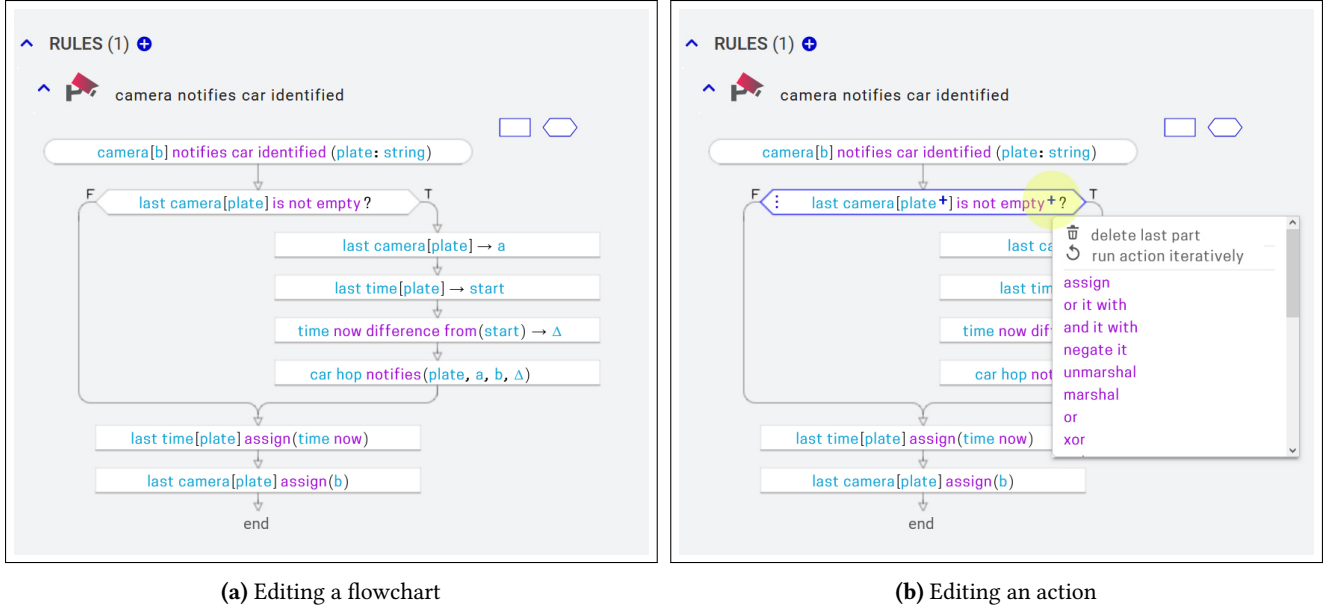 RULES (1)
camera notifies car identified
camera[b] notifies car identified (plate: string)
F
T
last camera[plate] is not empty?
last camera[plate] → a
last time[plate] → start
time now difference from(start) → Δ
car hop notifies(plate, a, b, Δ)
last time[plate] assign(time now)
last camera[plate] assign(b)
end
(a) Editing a flowchart
RULES (1)
camera notifies car identified
camera[b] notifies car identified (plate: string)
F
T
last camera[plate+] is not empty+?
last ca
last tim
time now dif
car hop not
delete last part
run action iteratively
assign
or it with
and it with
negate it
unmarshal
marshal
or
xor
last time[plate] assign(time now)
last camera[plate] assign(b)
end
(b) Editing an action